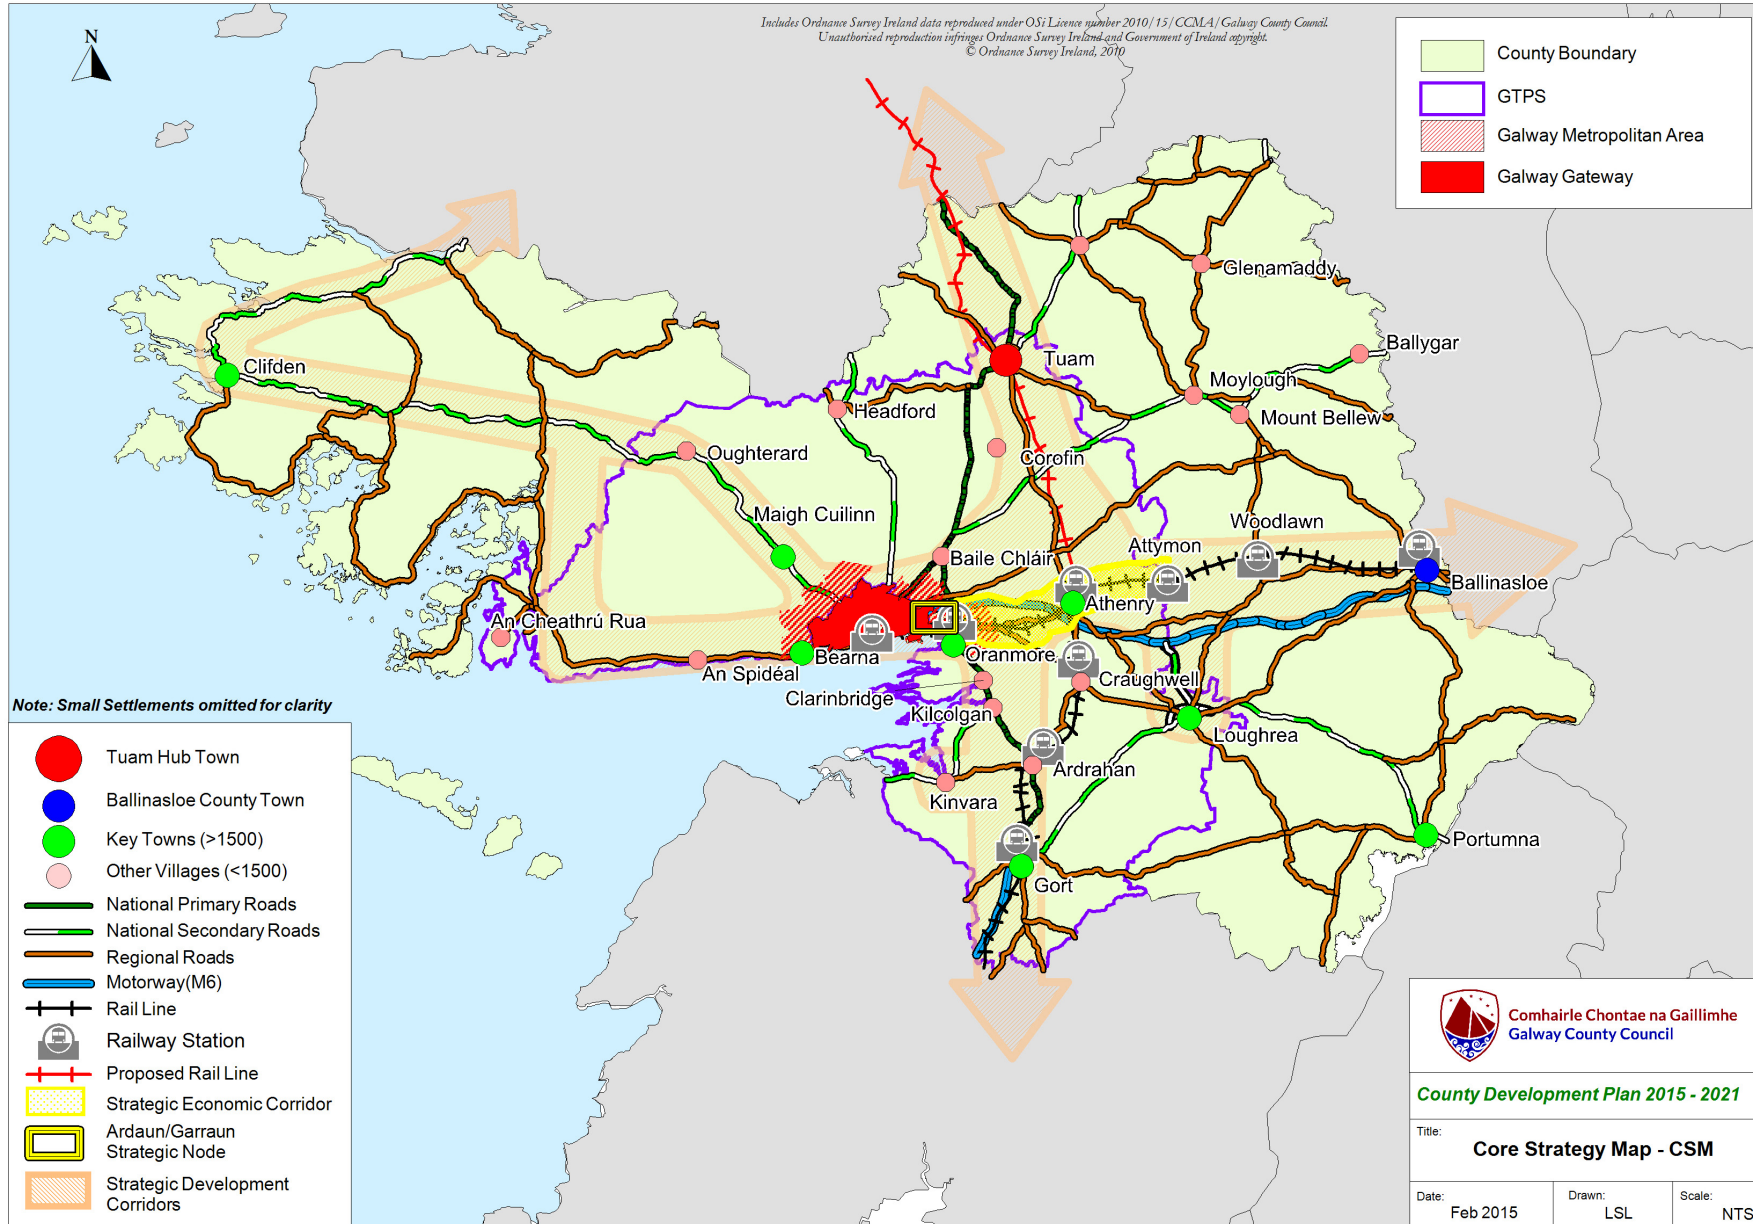 Includes Ordnance Survey Ireland data reproduced under OSi Licence number 2010/15/CCMA/Galway County Council.
Unauthorised reproduction infringes Ordnance Survey Ireland and Government of Ireland copyright.
© Ordnance Survey Ireland, 2010
N
County Boundary
GTPS
Galway Metropolitan Area
Galway Gateway
Glenamaddy
Ballygar
Tuam
Clifden
Moylough
Headford
Mount Bellew
Oughterard
Corofin
Maigh Cuilinn
Woodlawn
Attymon
Baile Chláir
Ballinasloe
Athenry
An Cheathrú Rua
Bearna
Oranmore
An Spidéal
Craughwell
Clarinbridge
Kilcolgan
Loughrea
Ardrahan
Kinvara
Portumna
Gort
Note: Small Settlements omitted for clarity
Tuam Hub Town
Ballinasloe County Town
Key Towns (>1500)
Other Villages (<1500)
National Primary Roads
National Secondary Roads
Regional Roads
Motorway(M6)
Rail Line
Railway Station
Proposed Rail Line
Strategic Economic Corridor
Ardaun/Garraun
Strategic Node
Strategic Development
Corridors
Comhairle Chontae na Gaillimhe
Galway County Council
County Development Plan 2015 - 2021
Title:
Core Strategy Map - CSM
Date:
Feb 2015
Drawn:
LSL
Scale:
NTS